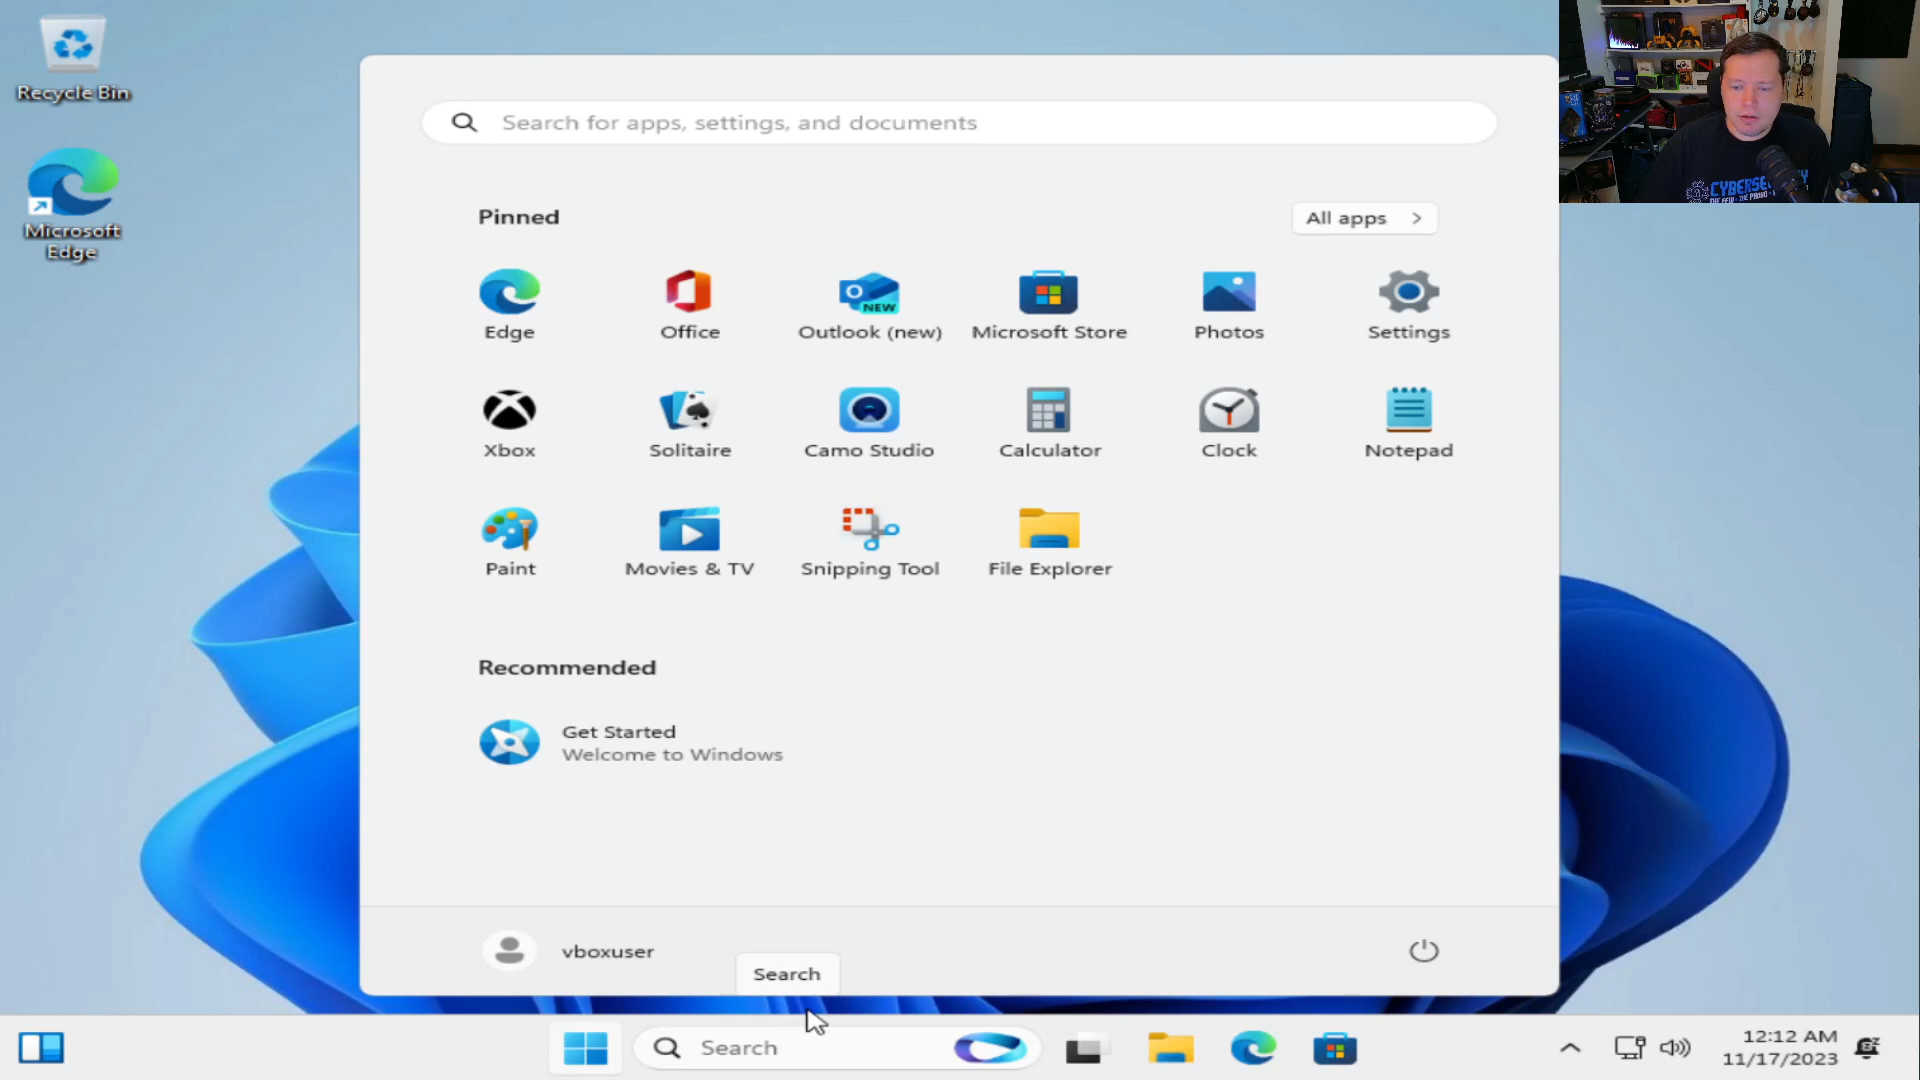 Recycle Bin
Microsoft
Edge
Search for apps, settings, and documents
Pinned
All apps
Edge
Office
NEW
Outlook (new)
Microsoft Store
Photos
Settings
Xbox
Solitaire
Camo Studio
Calculator
Clock
Notepad
Paint
Movies & TV
Snipping Tool
File Explorer
Recommended
Get Started
Welcome to Windows
vboxuser
Search
Search
12:12 AM
11/17/2023